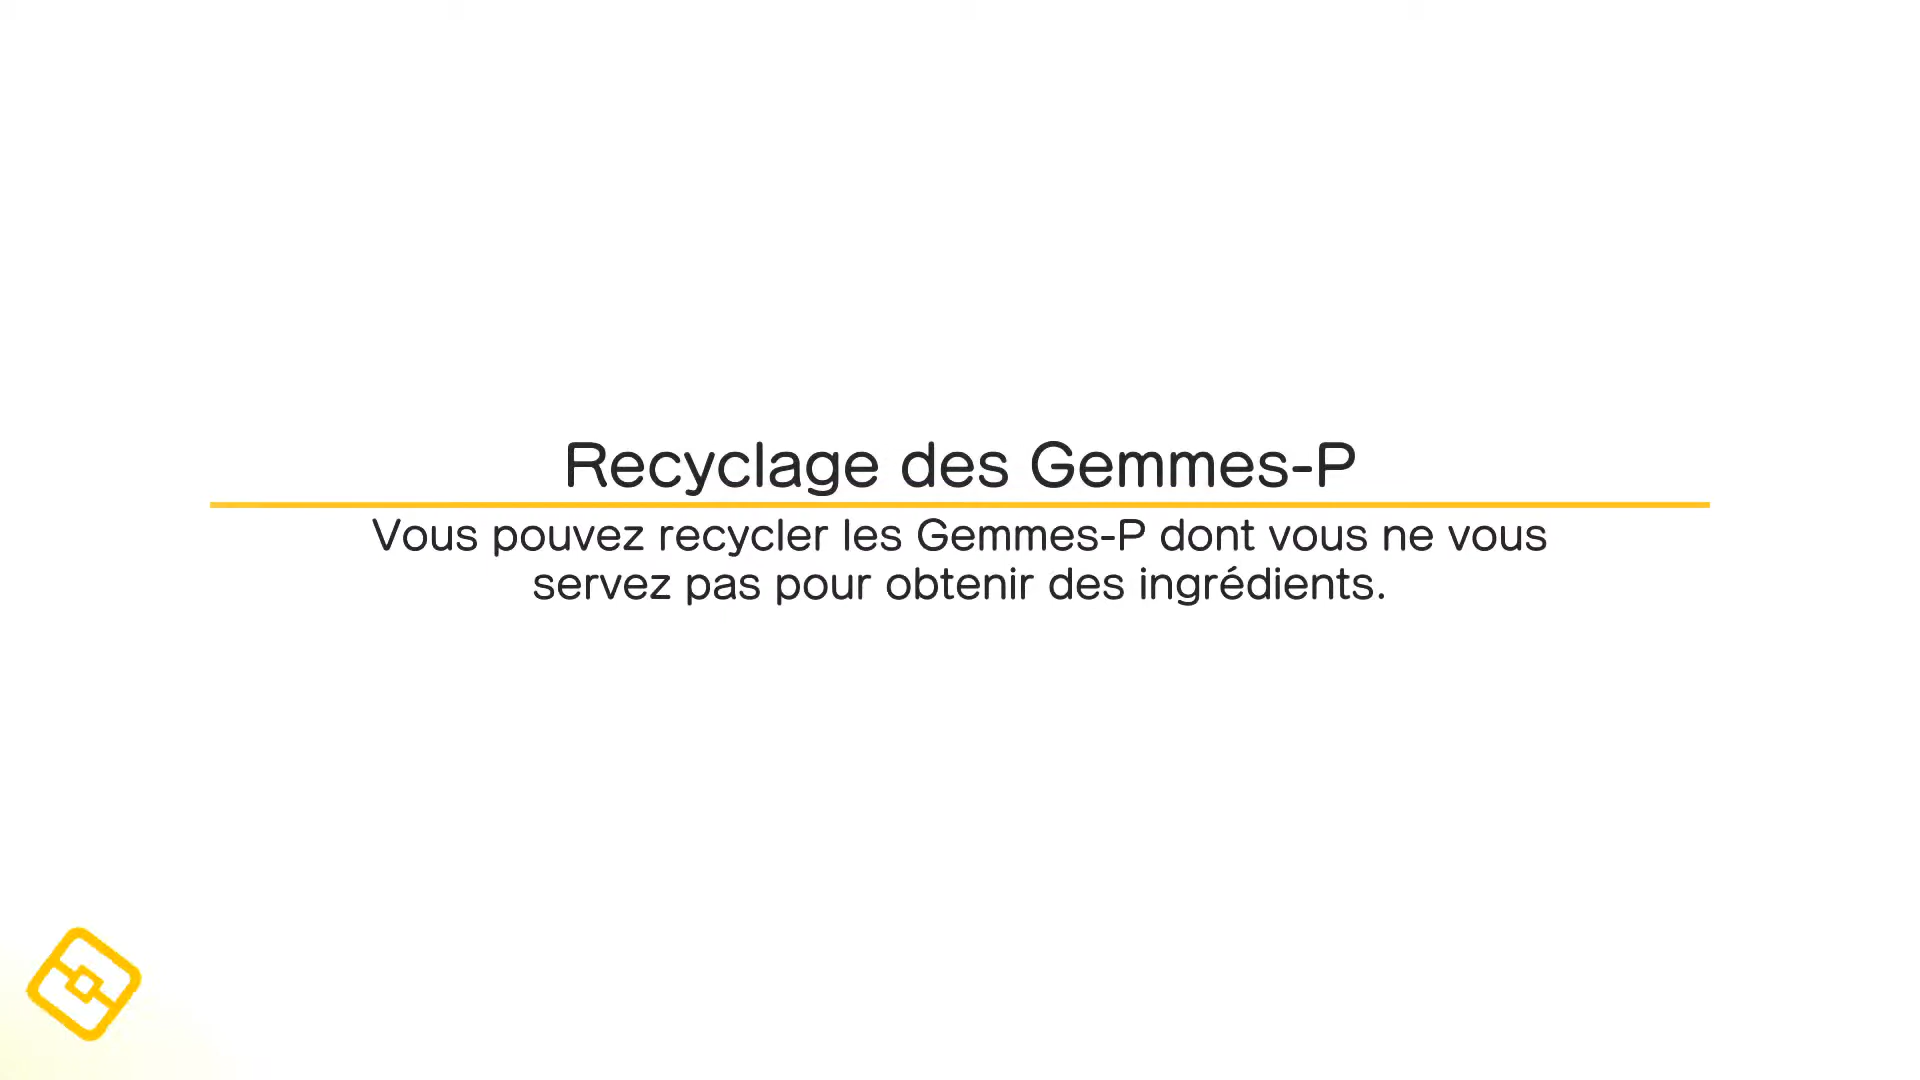 Recyclage des Gemmes-P
Vous pouvez recycler les Gemmes-P dont vous ne vous
servez pas pour obtenir des ingrédients.